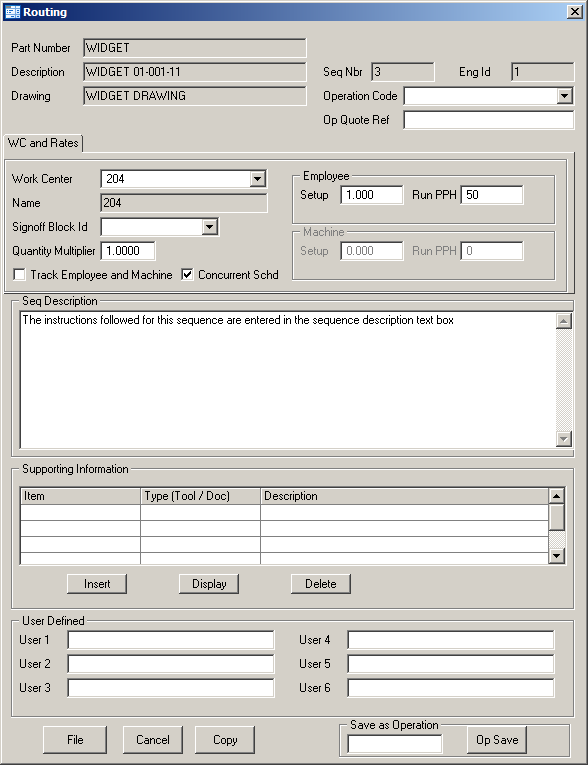 Routing
Part Number WIDGET
Description WIDGET 01-001-11 Seq Nbr 3 Eng Id 1
Drawing WIDGET DRAWING Operation Code
Op Quote Ref
WC and Rates
Work Center 204
Name 204
Signoff Block Id
Quantity Multiplier 1.0000
Track Employee and Machine Concurrent Schd
Employee
Setup 1.000 Run PPH 50
Machine
Setup 0.000 Run PPH 0
Seq Description
The instructions followed for this sequence are entered in the sequence description text box
Supporting Information
Item Type (Tool / Doc) Description
Insert Display Delete
User Defined
User 1 User 4
User 2 User 5
User 3 User 6
File Cancel Copy
Save as Operation
Op Save